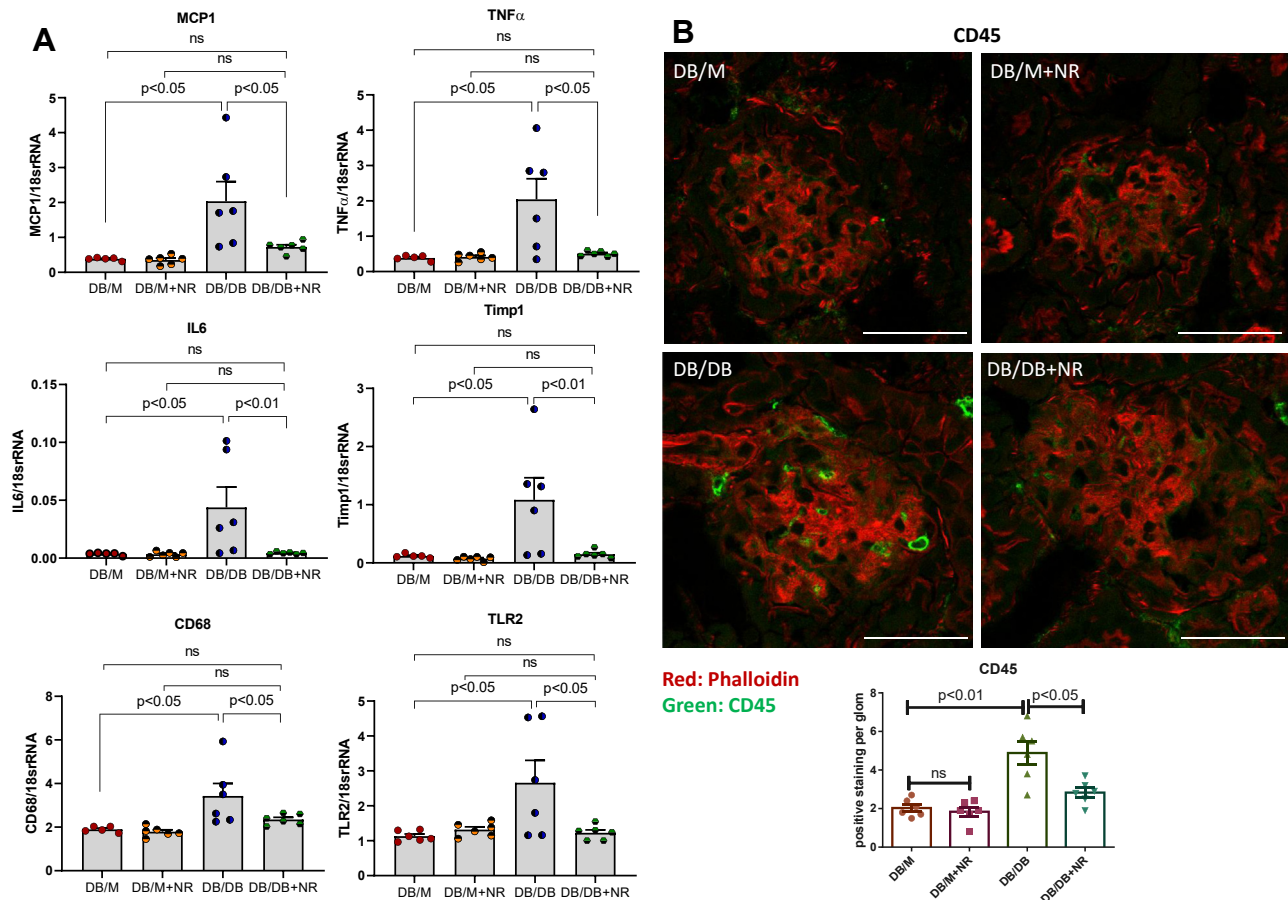 A
MCP1
ns
ns
p<0.05
p<0.05
MCP1/18srRNA
5
4
3
2
1
0
DB/M
DB/M+NR
DB/DB
DB/DB+NR
TNFα
ns
ns
p<0.05
p<0.05
TNFα/18srRNA
5
4
3
2
1
0
DB/M
DB/M+NR
DB/DB
DB/DB+NR
IL6
ns
ns
p<0.05
p<0.01
IL6/18srRNA
0.15
0.10
0.05
0.00
DB/M
DB/M+NR
DB/DB
DB/DB+NR
Timp1
ns
ns
p<0.05
p<0.01
Timp1/18srRNA
3
2
1
0
DB/M
DB/M+NR
DB/DB
DB/DB+NR
CD68
ns
ns
p<0.05
p<0.05
CD68/18srRNA
8
6
4
2
0
DB/M
DB/M+NR
DB/DB
DB/DB+NR
TLR2
ns
ns
p<0.05
p<0.05
TLR2/18srRNA
5
4
3
2
1
0
DB/M
DB/M+NR
DB/DB
DB/DB+NR
B
CD45
DB/M
DB/M+NR
DB/DB
DB/DB+NR
Red: Phalloidin
Green: CD45
CD45
p<0.01
p<0.05
ns
positive staining per glom
8
6
4
2
0
DB/M
DB/M+NR
DB/DB
DB/DB+NR